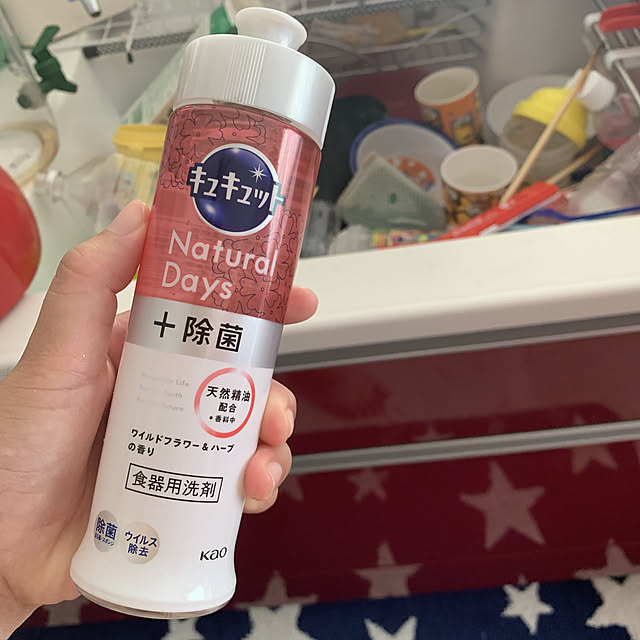 キュキュット
Natural
Days
+除菌
天然精油
配合
*香料中
ワイルドフラワー&ハーブ
の香り
食器用洗剤
除菌
ウイルス
除去
Kao